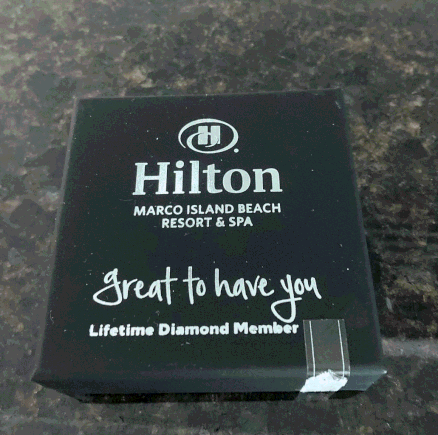 H
Hilton
MARCO ISLAND BEACH
RESORT & SPA
great to have you
Lifetime Diamond Member